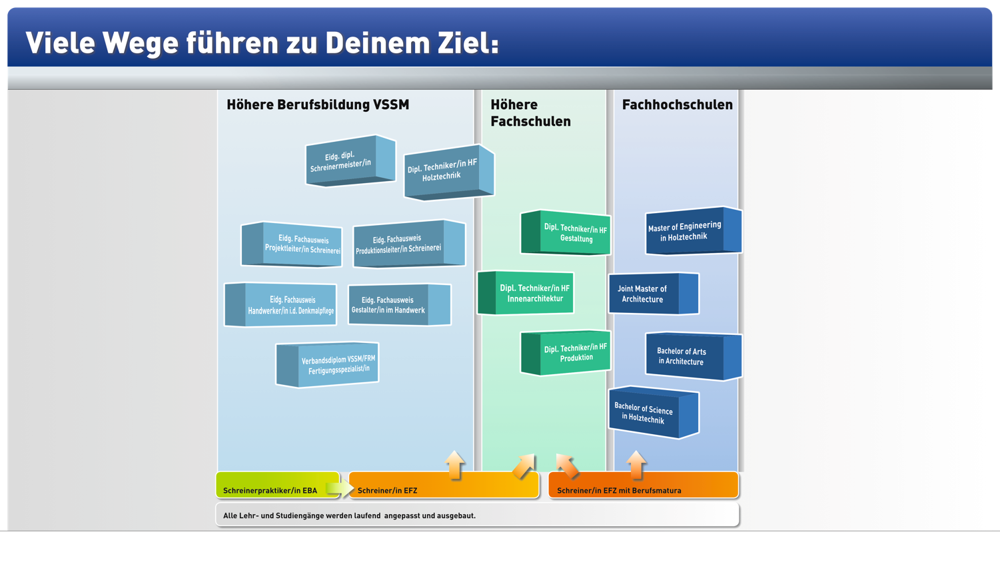 Viele Wege führen zu Deinem Ziel:
Höhere Berufsbildung VSSM
Eidg. dipl.
Schreinermeister/in
Dipl. Techniker/in HF
Holztechnik
Eidg. Fachausweis
Projektleiter/in Schreinerei
Eidg. Fachausweis
Produktionsleiter/in Schreinerei
Eidg. Fachausweis
Handwerker/in i.d. Denkmalpflege
Eidg. Fachausweis
Gestalter/in im Handwerk
Verbandsdiplom VSSM/FRM
Fertigungsspezialist/in
Höhere
Fachschulen
Dipl. Techniker/in HF
Gestaltung
Dipl. Techniker/in HF
Innenarchitektur
Dipl. Techniker/in HF
Produktion
Fachhochschulen
Master of Engineering
in Holztechnik
Joint Master of
Architecture
Bachelor of Arts
in Architecture
Bachelor of Science
in Holztechnik
Schreinerpraktiker/in EBA
Schreiner/in EFZ
Schreiner/in EFZ mit Berufsmatura
Alle Lehr- und Studiengänge werden laufend angepasst und ausgebaut.